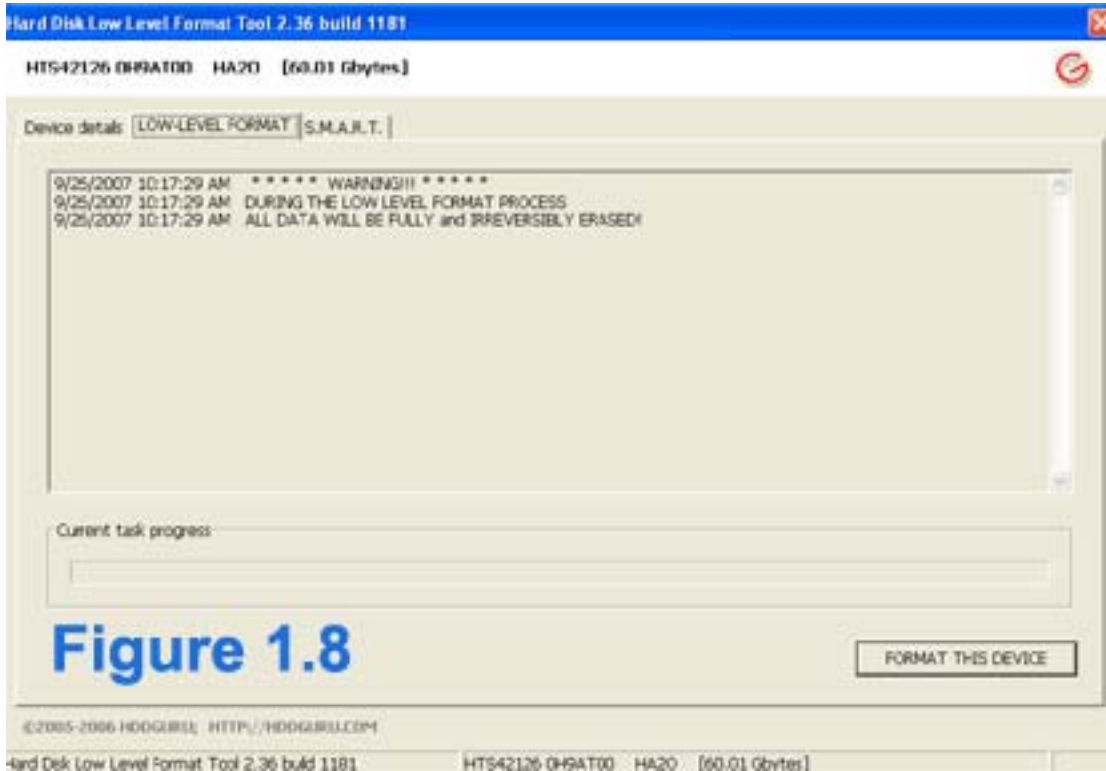 Hard Disk Low Level Format Tool 2.36 build 1181
HTS42126 0H9AT00 HA2O [60.01 Gbytes]
Device details LOW-LEVEL FORMAT S.M.A.R.T.
9/25/2007 10:17:29 AM * * * * * WARNING!!! * * * * *
9/25/2007 10:17:29 AM DURING THE LOW LEVEL FORMAT PROCESS
9/25/2007 10:17:29 AM ALL DATA WILL BE FULLY and IRREVERSIBLY ERASED!
Current task progress
Figure 1.8
FORMAT THIS DEVICE
©2005-2006 HDDGURU; HTTP://HDDGURU.COM
Hard Disk Low Level Format Tool 2.36 build 1181 HTS42126 0H9AT00 HA2O [60.01 Gbytes]